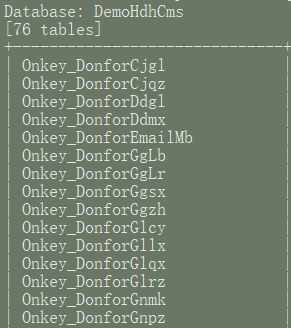 Database: DemoHdhCms
[76 tables]
+------------------------------+
| Onkey_DonforCjgl
| Onkey_DonforCjqz
| Onkey_DonforDdgl
| Onkey_DonforDdmx
| Onkey_DonforEmailMb
| Onkey_DonforGgLb
| Onkey_DonforGgLr
| Onkey_DonforGgsx
| Onkey_DonforGgzh
| Onkey_DonforGlcy
| Onkey_DonforGllx
| Onkey_DonforGlqx
| Onkey_DonforGlrz
| Onkey_DonforGnmk
| Onkey_DonforGnpz